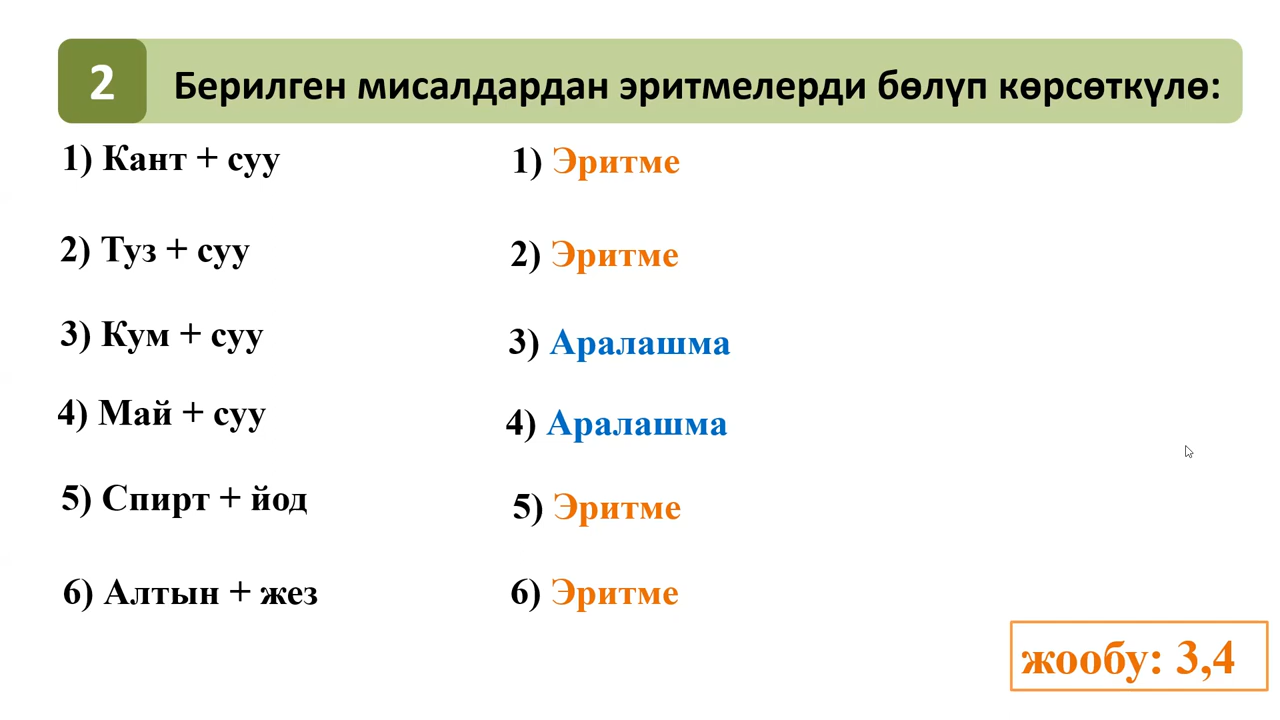 2 Берилген мисалдардан эритмелерди бөлүп көрсөткүлө:
1) Кант + суу 1) Эритме
2) Туз + суу 2) Эритме
3) Кум + суу 3) Аралашма
4) Май + суу 4) Аралашма
5) Спирт + йод 5) Эритме
6) Алтын + жез 6) Эритме
жообу: 3,4